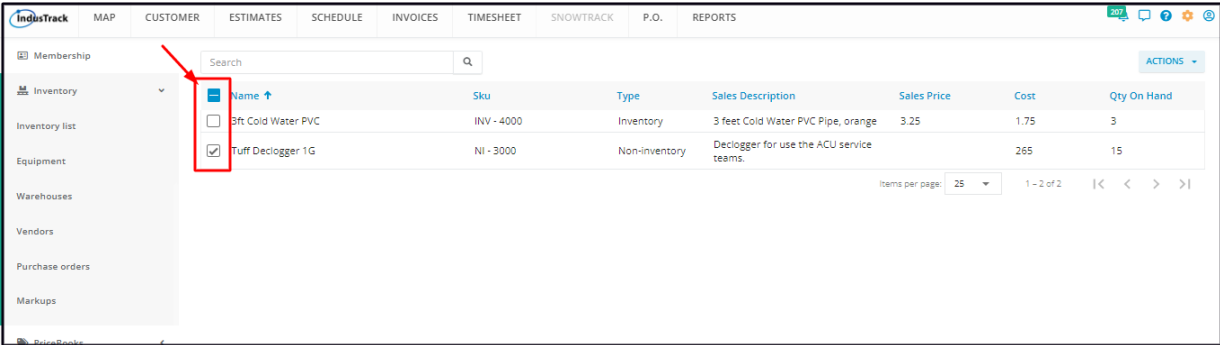 IndusTrack MAP CUSTOMER ESTIMATES SCHEDULE INVOICES TIMESHEET SNOWTRACK P.O. REPORTS 207
Membership
Search
ACTIONS
Inventory
Name Sku Type Sales Description Sales Price Cost Qty On Hand
Inventory list
3ft Cold Water PVC INV - 4000 Inventory 3 feet Cold Water PVC Pipe, orange 3.25 1.75 3
Equipment
Tuff Declogger 1G NI - 3000 Non-inventory Declogger for use the ACU service 265 15
teams.
Items per page: 25 1 – 2 of 2
Warehouses
Vendors
Purchase orders
Markups
PriceBooks